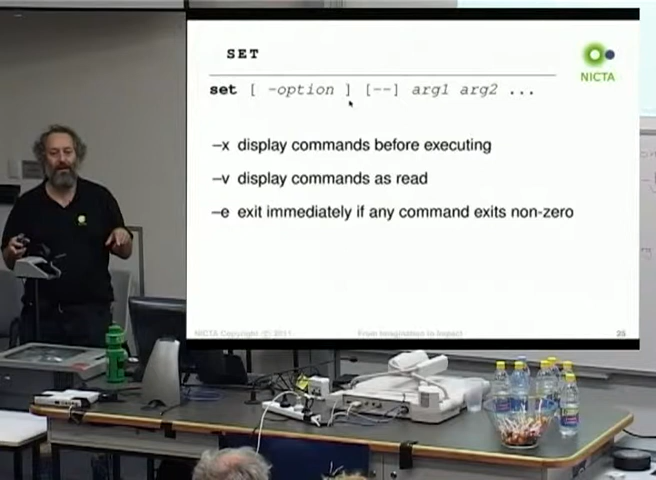 SET
NICTA
set [ -option ] [--] arg1 arg2 ...
–x display commands before executing
–v display commands as read
–e exit immediately if any command exits non-zero
NICTA Copyright © 2011
From Imagination to Impact
35